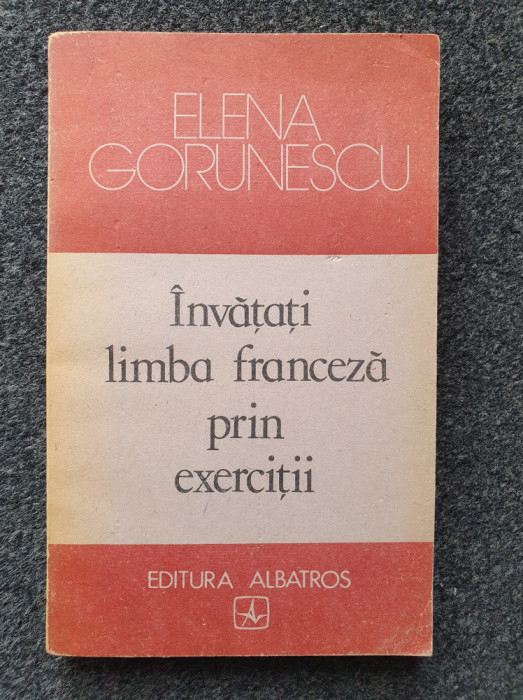 ELENA
GORUNESCU
Învățați
limba franceză
prin
exerciții
EDITURA ALBATROS